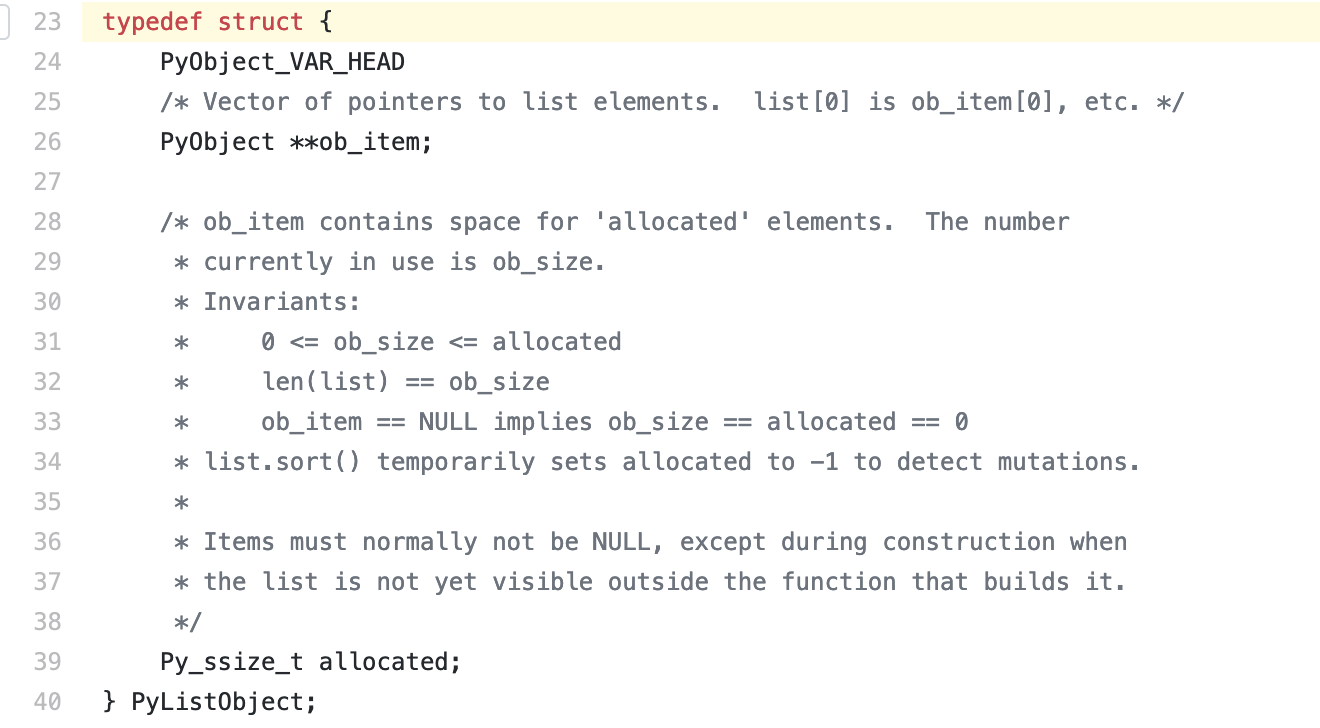 23 typedef struct {
24     PyObject_VAR_HEAD
25     /* Vector of pointers to list elements.  list[0] is ob_item[0], etc. */
26     PyObject **ob_item;
27
28     /* ob_item contains space for 'allocated' elements.  The number
29      * currently in use is ob_size.
30      * Invariants:
31      *     0 <= ob_size <= allocated
32      *     len(list) == ob_size
33      *     ob_item == NULL implies ob_size == allocated == 0
34      * list.sort() temporarily sets allocated to -1 to detect mutations.
35      *
36      * Items must normally not be NULL, except during construction when
37      * the list is not yet visible outside the function that builds it.
38      */
39     Py_ssize_t allocated;
40 } PyListObject;